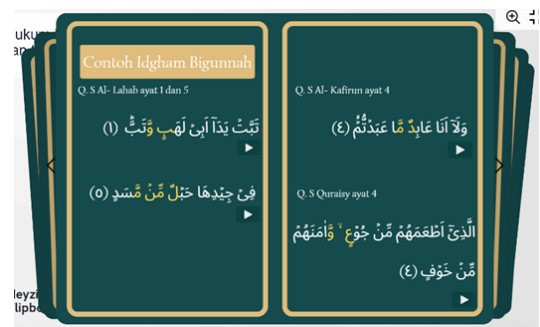 Contoh Idgham Bigunnah
Q. S Al- Lahab ayat 1 dan 5
تَبَّتْ يَدَآ اَبِيْ لَهَبٍ وَّتَبَّۗ (١)
فِيْ جِيْدِهَا حَبْلٌ مِّنْ مَّسَدٍ (٥)
Q. S Al- Kafirun ayat 4
وَلَآ اَنَا۠ عَابِدٌ مَّا عَبَدْتُّمْۙ (٤)
Q. S Quraisy ayat 4
الَّذِيْٓ اَطْعَمَهُمْ مِّنْ جُوْعٍ ەۙ وَّاٰمَنَهُمْ
مِّنْ خَوْفٍ (٤)